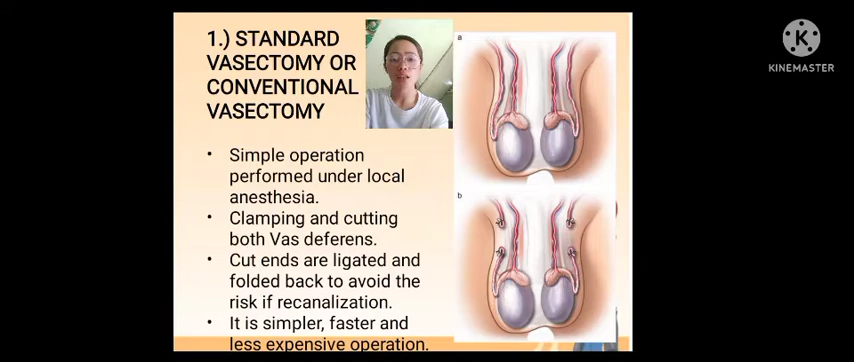 1.) STANDARD
VASECTOMY OR
CONVENTIONAL
VASECTOMY
• Simple operation
performed under local
anesthesia.
• Clamping and cutting
both Vas deferens.
• Cut ends are ligated and
folded back to avoid the
risk if recanalization.
• It is simpler, faster and
less expensive operation.
a
b
K
KINEMASTER